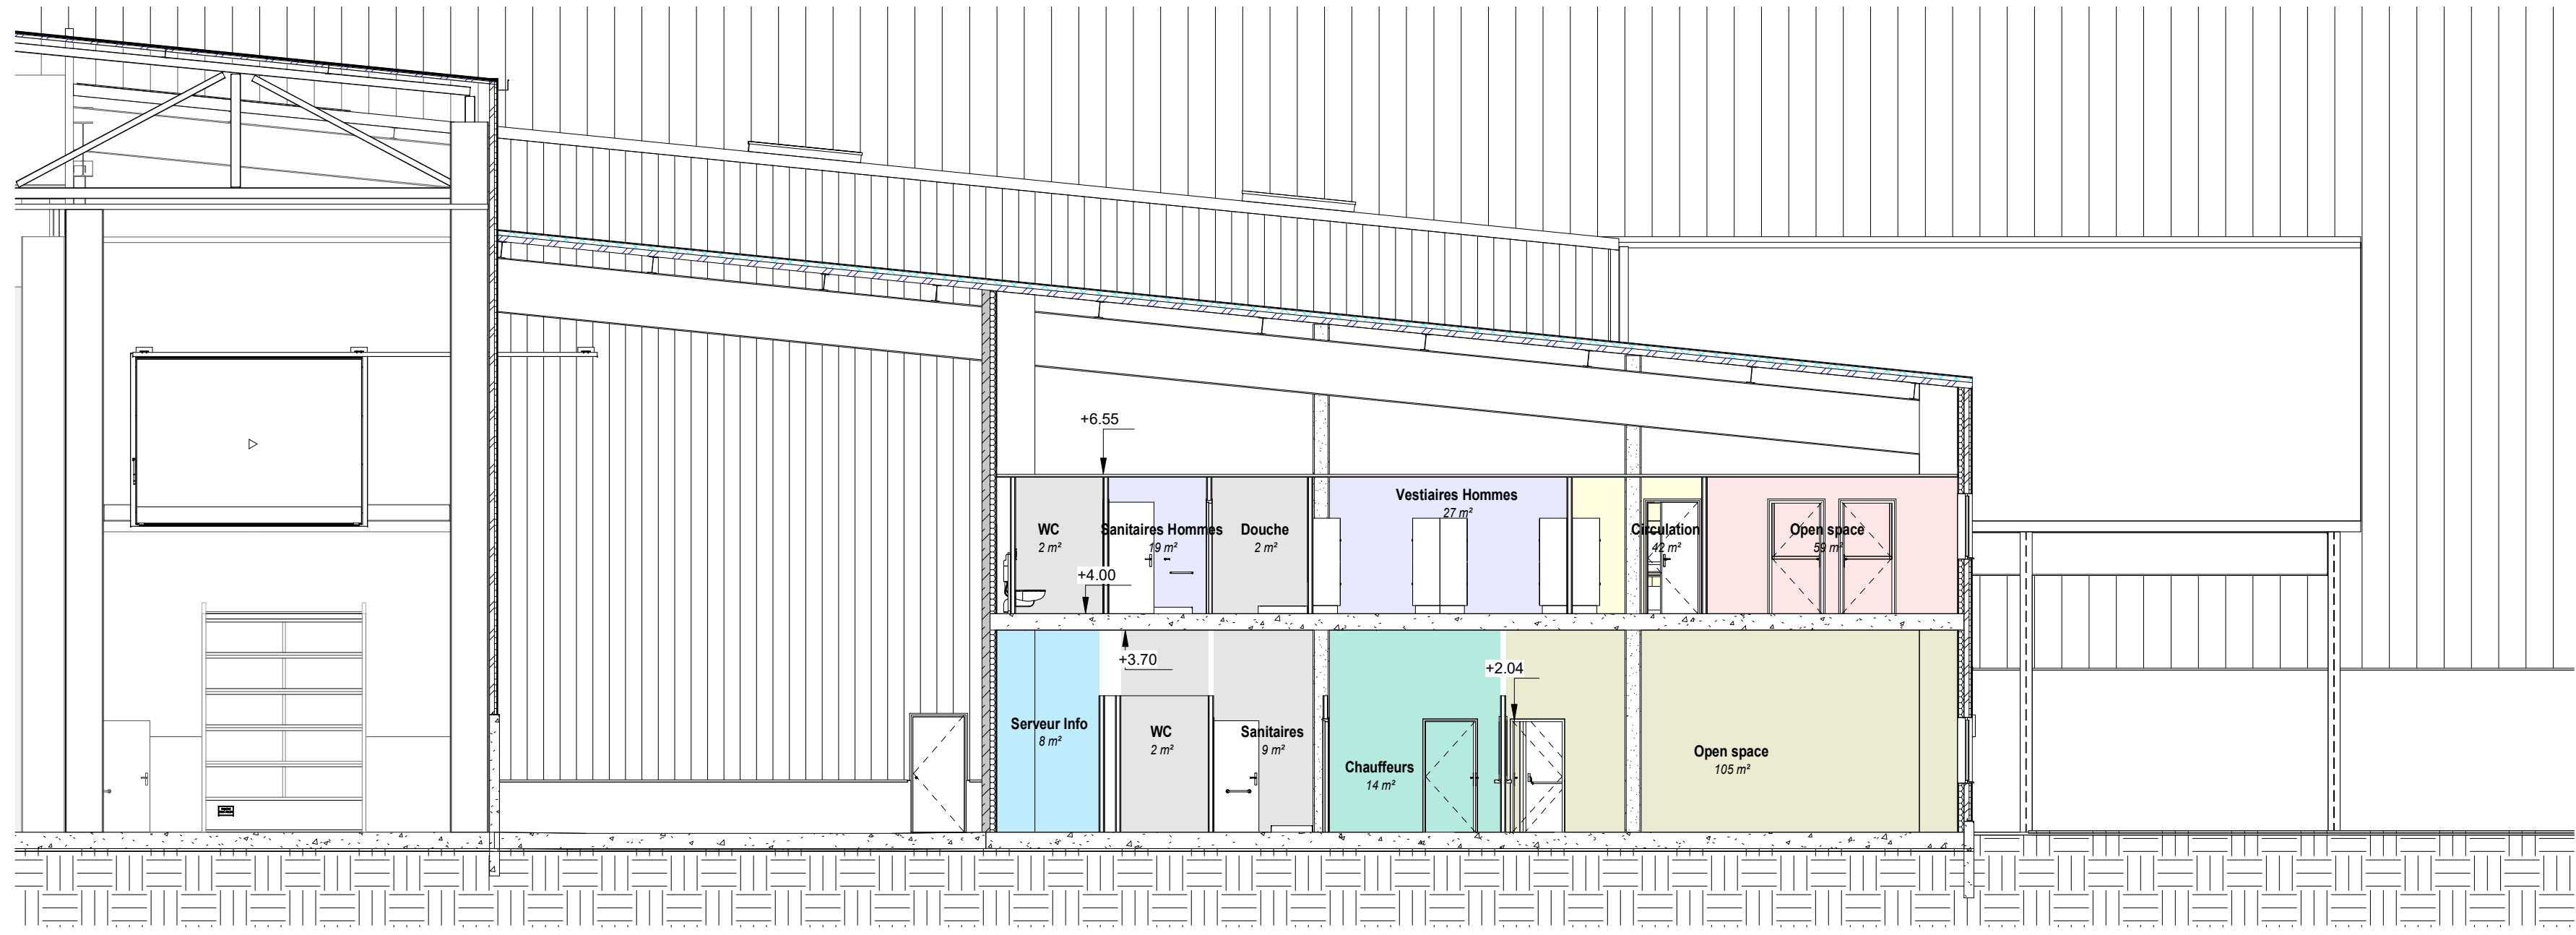 +6.55
Vestiaires Hommes
27 m²
WC
2 m²
Sanitaires Hommes
19 m²
Douche
2 m²
Circulation
42 m²
Open space
59 m²
+4.00
+3.70
+2.04
Serveur Info
8 m²
WC
2 m²
Sanitaires
9 m²
Chauffeurs
14 m²
Open space
105 m²